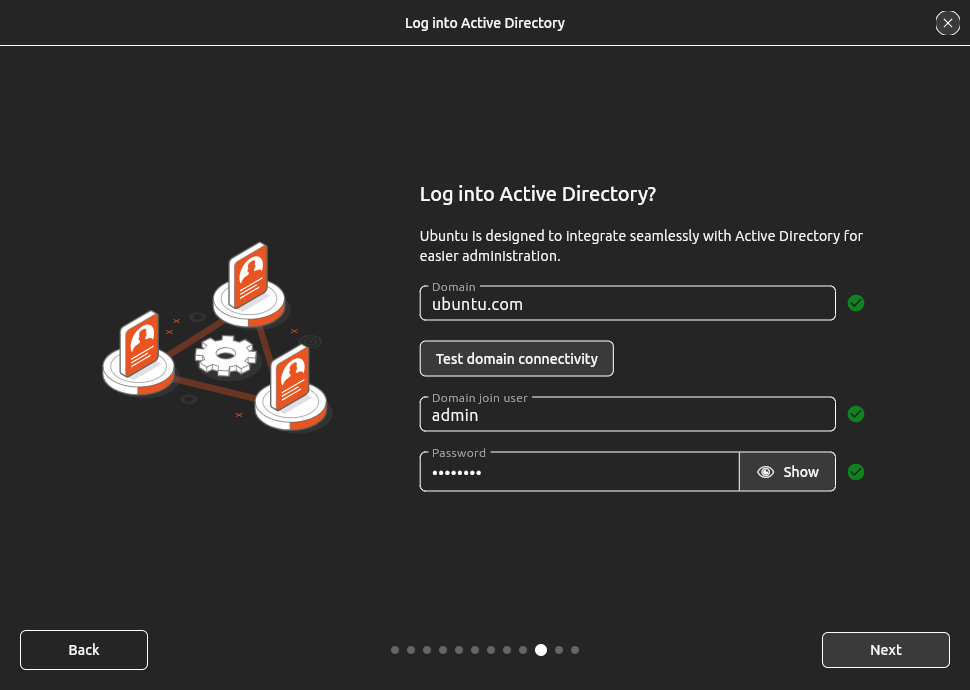 Log into Active Directory
Log into Active Directory?
Ubuntu is designed to integrate seamlessly with Active Directory for
easier administration.
Domain
ubuntu.com
Test domain connectivity
Domain join user
admin
Password
••••••••
Show
Back
Next